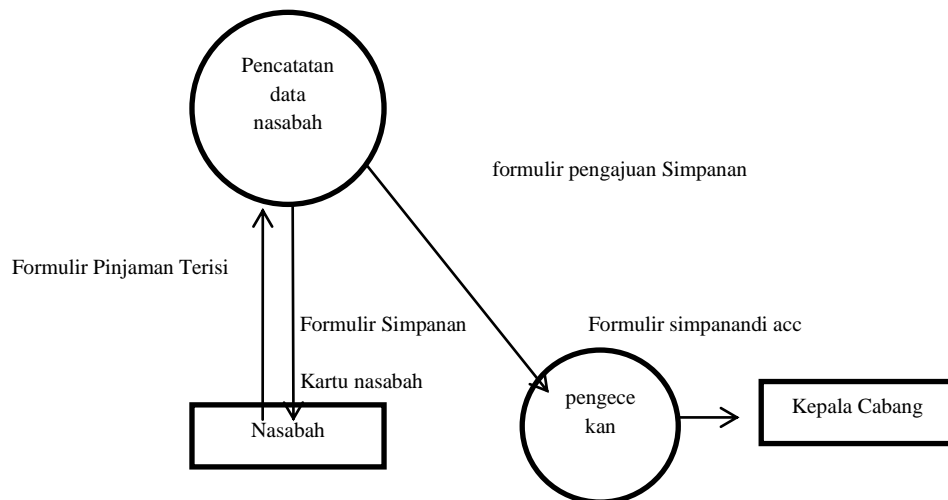 Pencatatan
data
nasabah
formulir pengajuan Simpanan
Formulir Pinjaman Terisi
Formulir Simpanan
Formulir simpanandi acc
Kartu nasabah
Nasabah
pengece
kan
Kepala Cabang